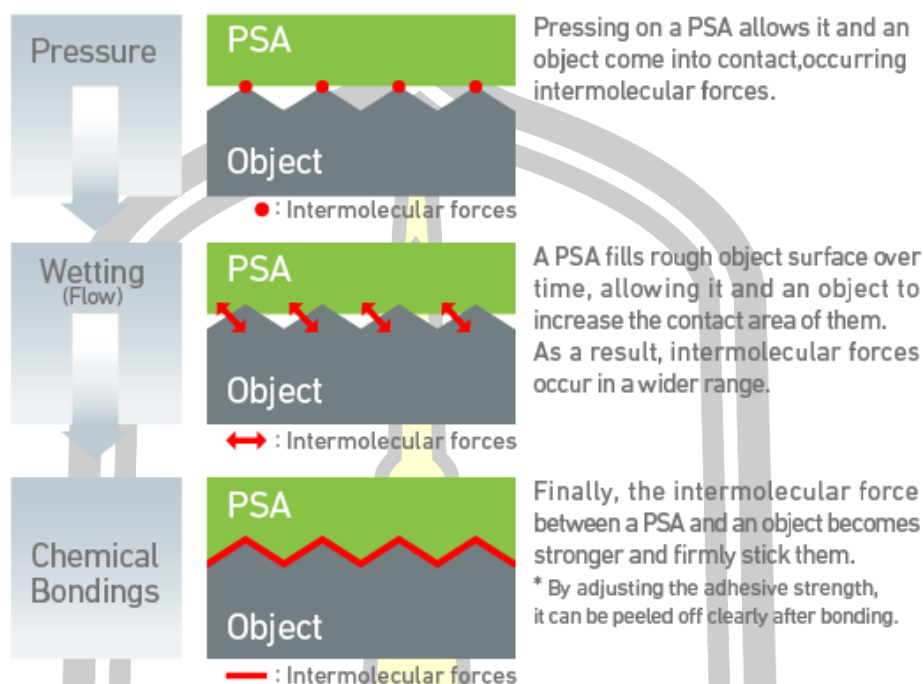 Pressure
PSA
Object
● : Intermolecular forces
Pressing on a PSA allows it and an
object come into contact,occurring
intermolecular forces.
Wetting
(Flow)
PSA
Object
↔ : Intermolecular forces
A PSA fills rough object surface over
time, allowing it and an object to
increase the contact area of them.
As a result, intermolecular forces
occur in a wider range.
Chemical
Bondings
PSA
Object
— : Intermolecular forces
Finally, the intermolecular force
between a PSA and an object becomes
stronger and firmly stick them.
* By adjusting the adhesive strength,
it can be peeled off clearly after bonding.